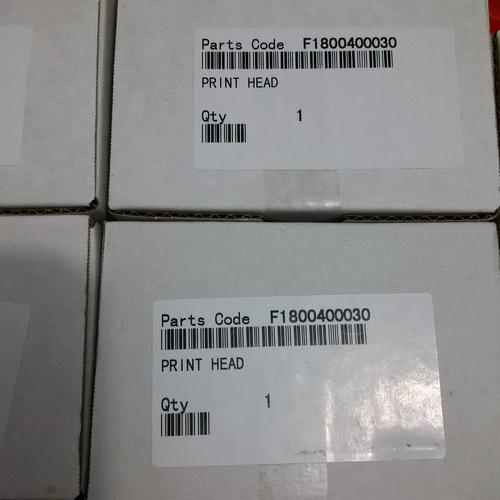 Parts Code F1800400030
PRINT HEAD
Qty 1
Parts Code F1800400030
PRINT HEAD
Qty 1